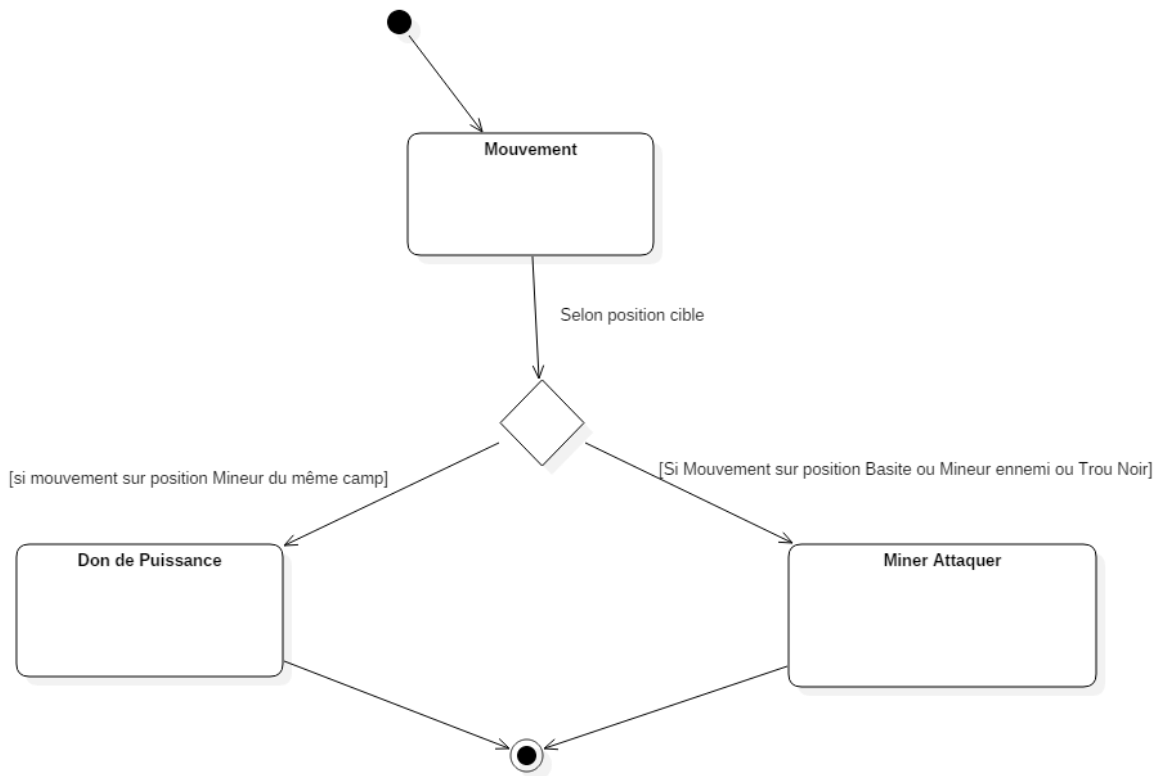 Mouvement
Selon position cible
[si mouvement sur position Mineur du même camp]
[Si Mouvement sur position Basite ou Mineur ennemi ou Trou Noir]
Don de Puissance
Miner Attaquer